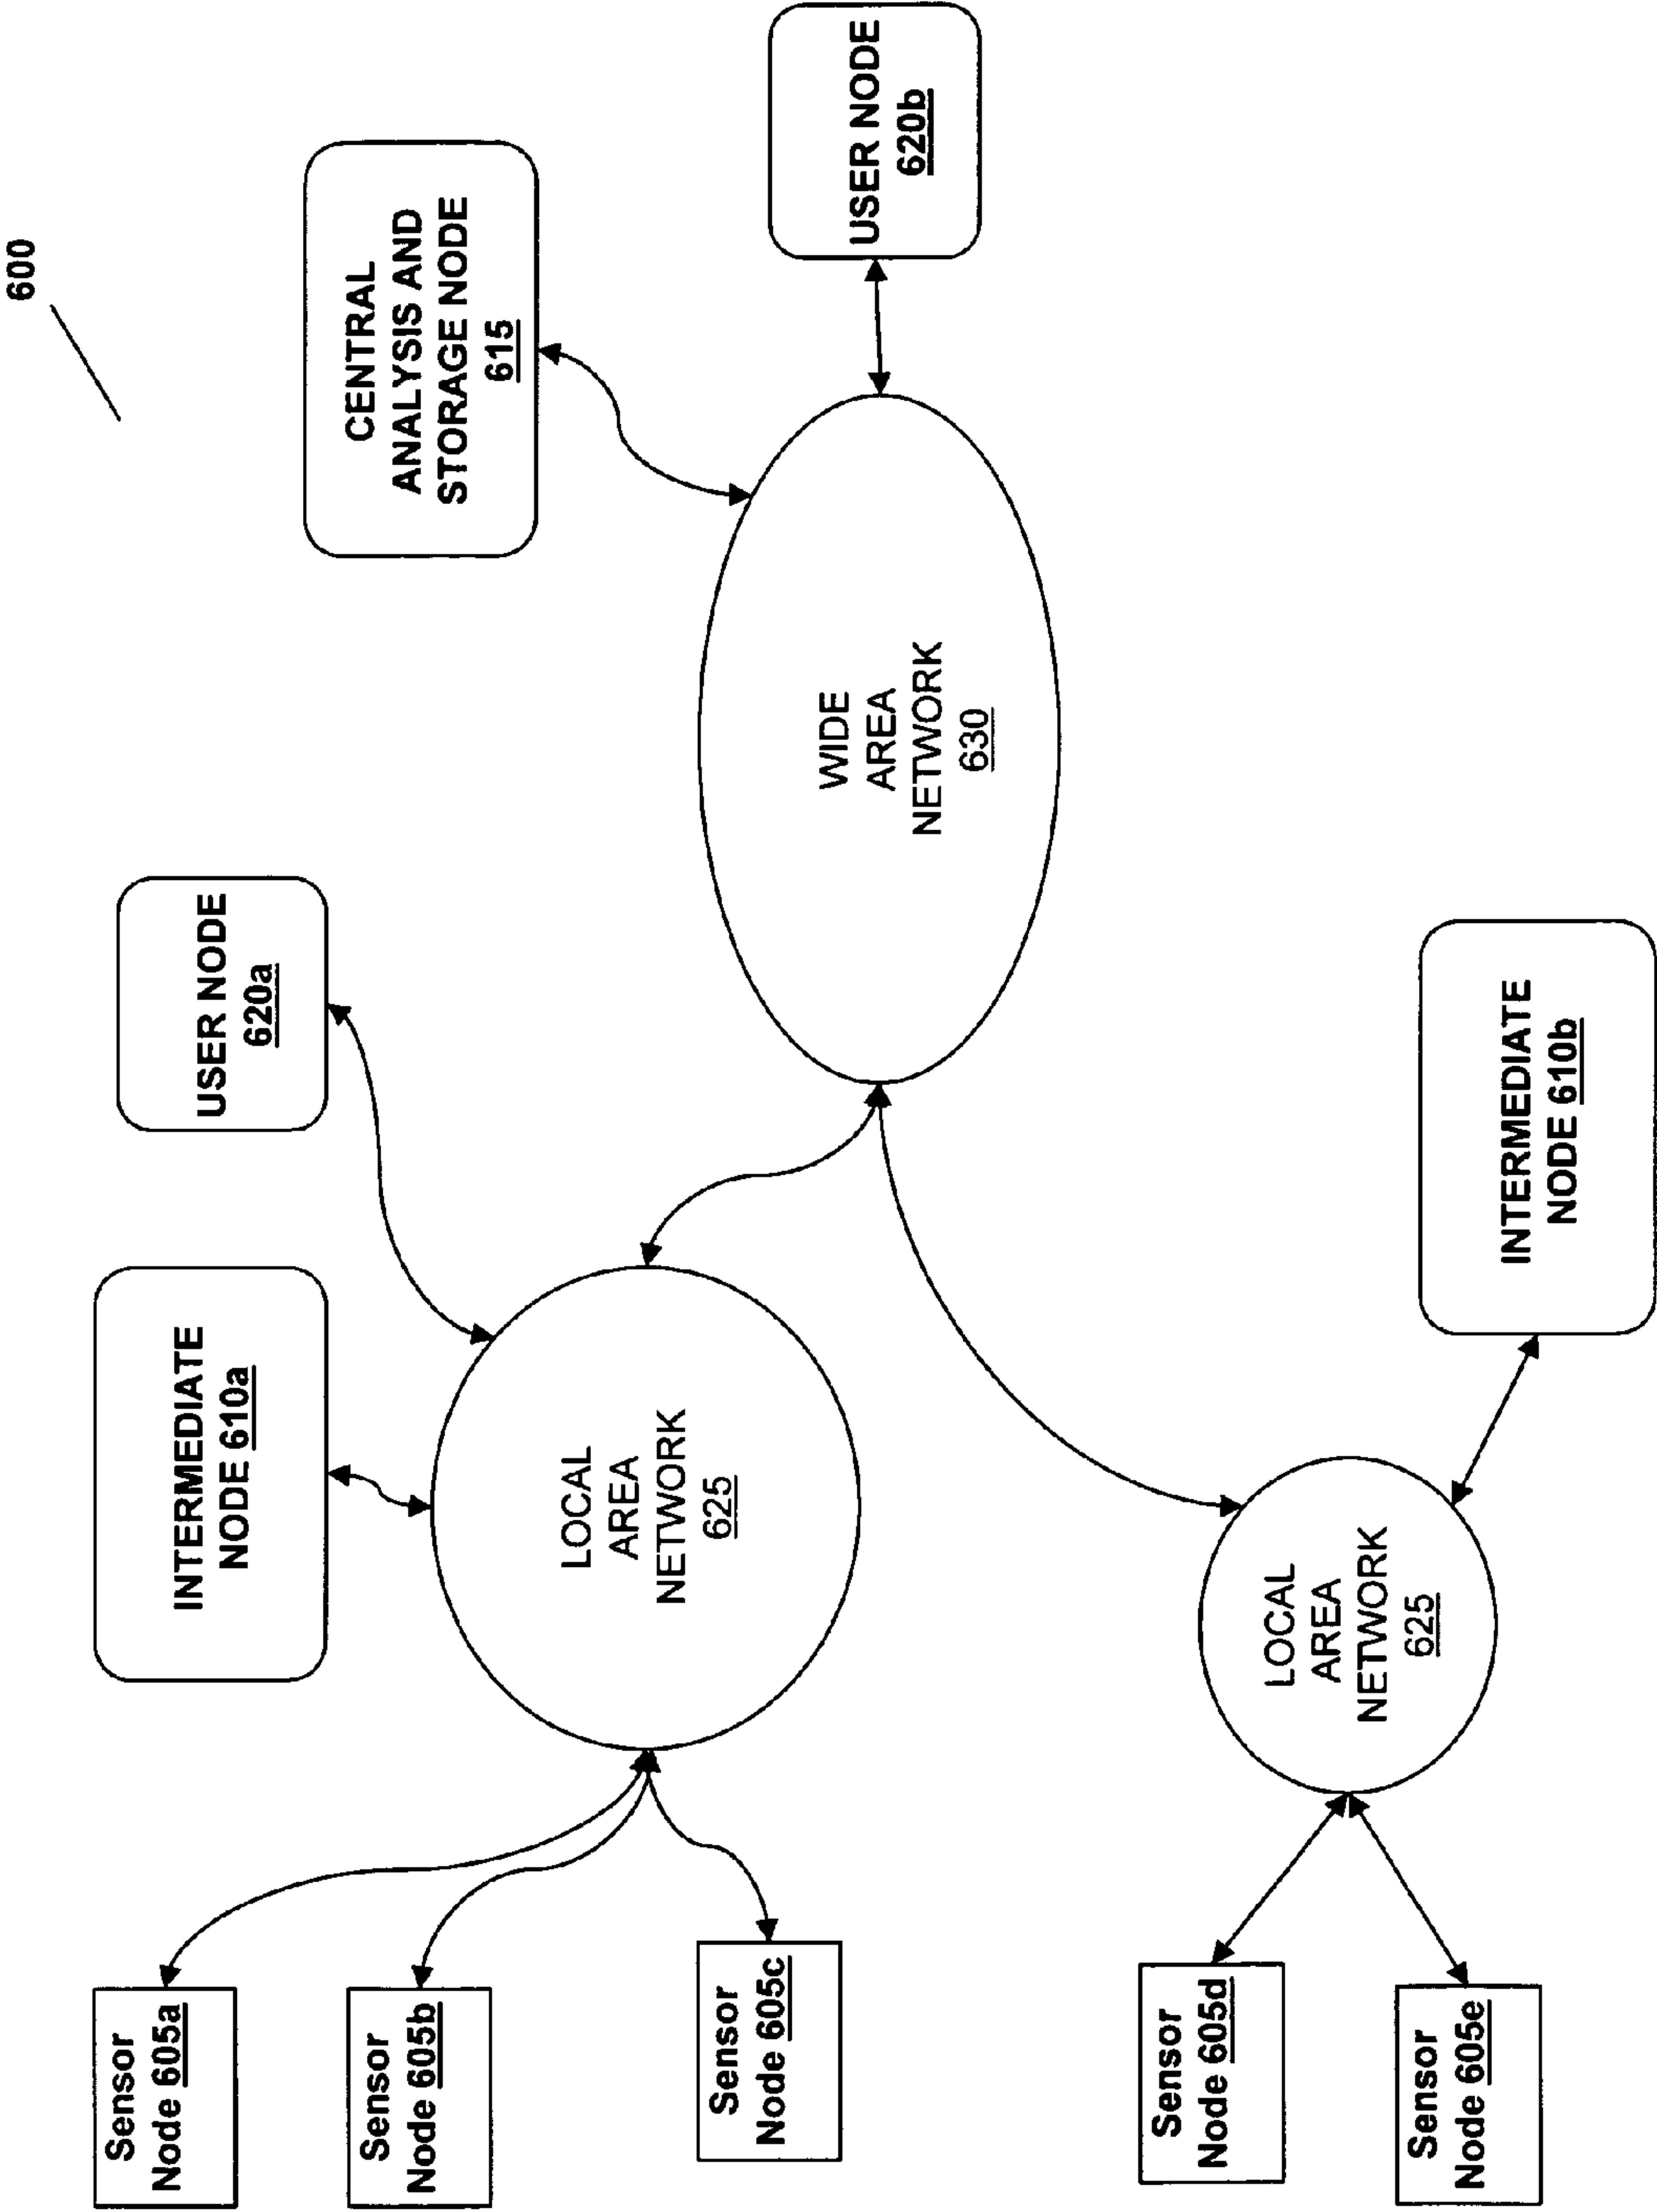 600
CENTRAL
ANALYSIS AND
STORAGE NODE
615
USER NODE
620b
USER NODE
620a
INTERMEDIATE
NODE 610a
WIDE
AREA
NETWORK
630
LOCAL
AREA
NETWORK
625
Sensor
Node 605a
Sensor
Node 605b
Sensor
Node 605c
INTERMEDIATE
NODE 610b
LOCAL
AREA
NETWORK
625
Sensor
Node 605d
Sensor
Node 605e